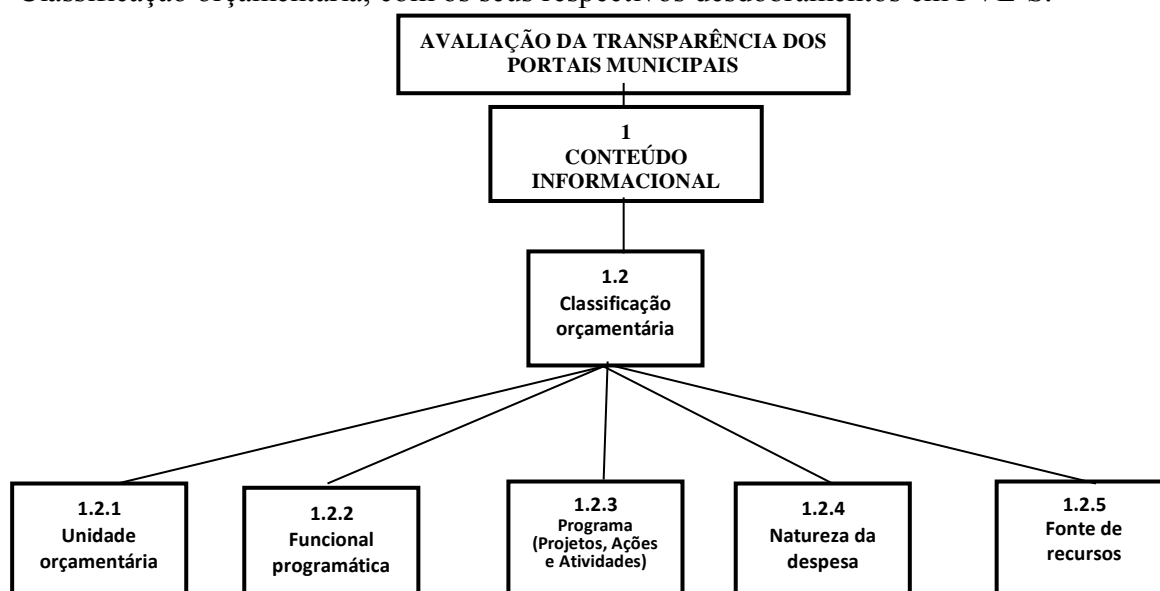 AVALIAÇÃO DA TRANSPARÊNCIA DOS
PORTAIS MUNICIPAIS
1
CONTEÚDO
INFORMACIONAL
1.2
Classificação
orçamentária
1.2.1
Unidade
orçamentária
1.2.2
Funcional
programática
1.2.3
Programa
(Projetos, Ações
e Atividades)
1.2.4
Natureza da
despesa
1.2.5
Fonte de
recursos